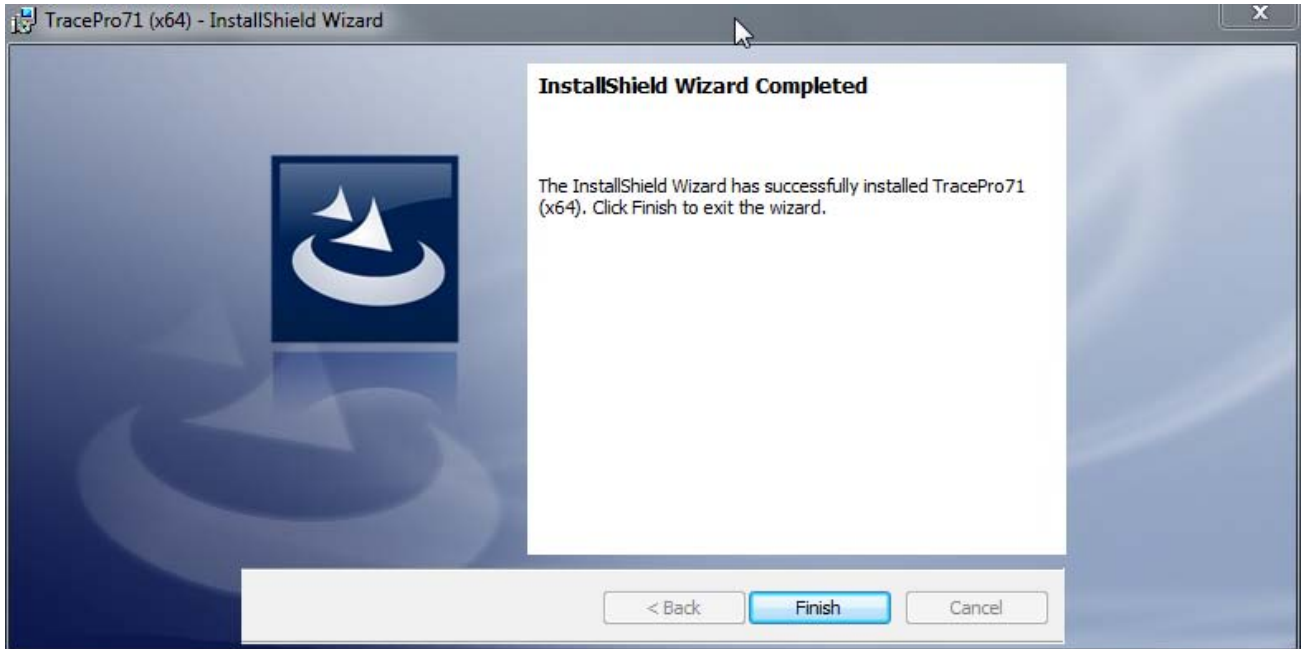 TracePro71 (x64) - InstallShield Wizard
X
InstallShield Wizard Completed
The InstallShield Wizard has successfully installed TracePro71
(x64). Click Finish to exit the wizard.
< Back
Finish
Cancel